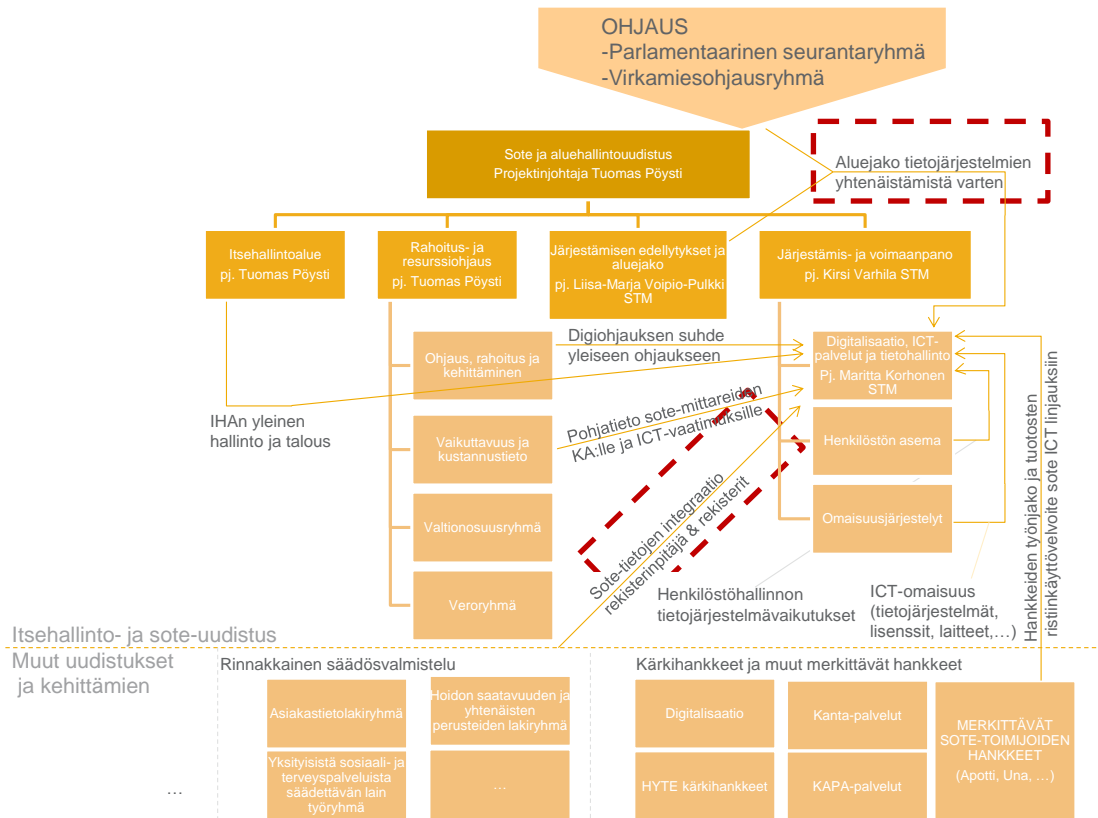 OHJAUS
-Parlamentaarinen seurantaryhmä
-Virkamiesohjausryhmä
Sote ja aluehallintouudistus
Projektinjohtaja Tuomas Pöysti
Aluejako tietojärjestelmien
yhtenäistämistä varten
Itsehallintoalue
pj. Tuomas Pöysti
Rahoitus- ja
resurssiohjaus
pj. Tuomas Pöysti
Järjestämisen edellytykset ja
aluejako
pj. Liisa-Marja Voipio-Pulkki
STM
Järjestämis- ja voimaanpano
pj. Kirsi Varhila STM
Ohjaus, rahoitus ja
kehittäminen
Digiohjauksen suhde
yleiseen ohjaukseen
Digitalisaatio, ICT-
palvelut ja tietohallinto
Pj. Maritta Korhonen
STM
IHAn yleinen
hallinto ja talous
Vaikuttavuus ja
kustannustieto
Pohjatieto sote-mittareiden
KA:lle ja ICT-vaatimuksille
Henkilöstön asema
Valtionosuusryhmä
Sote-tietojen integraatio
rekisterinpitäjä & rekisterit
Omaisuusjärjestelyt
Veroryhmä
Henkilöstöhallinnon
tietojärjestelmävaikutukset
ICT-omaisuus
(tietojärjestelmät,
lisenssit, laitteet,…)
Hankkeiden työnjako ja tuotosten
ristiinkäyttövelvoite sote ICT linjauksiin
Itsehallinto- ja sote-uudistus
Muut uudistukset
ja kehittämien
Rinnakkainen säädösvalmistelu
Kärkihankkeet ja muut merkittävät hankkeet
Asiakastietolakiryhmä
Hoidon saatavuuden ja
yhtenäisten
perusteiden lakiryhmä
Digitalisaatio
Kanta-palvelut
MERKITTÄVÄT
SOTE-TOIMIJOIDEN
HANKKEET
(Apotti, Una, …)
…
Yksityisistä sosiaali- ja
terveyspalveluista
säädettävän lain
työryhmä
…
HYTE kärkihankkeet
KAPA-palvelut